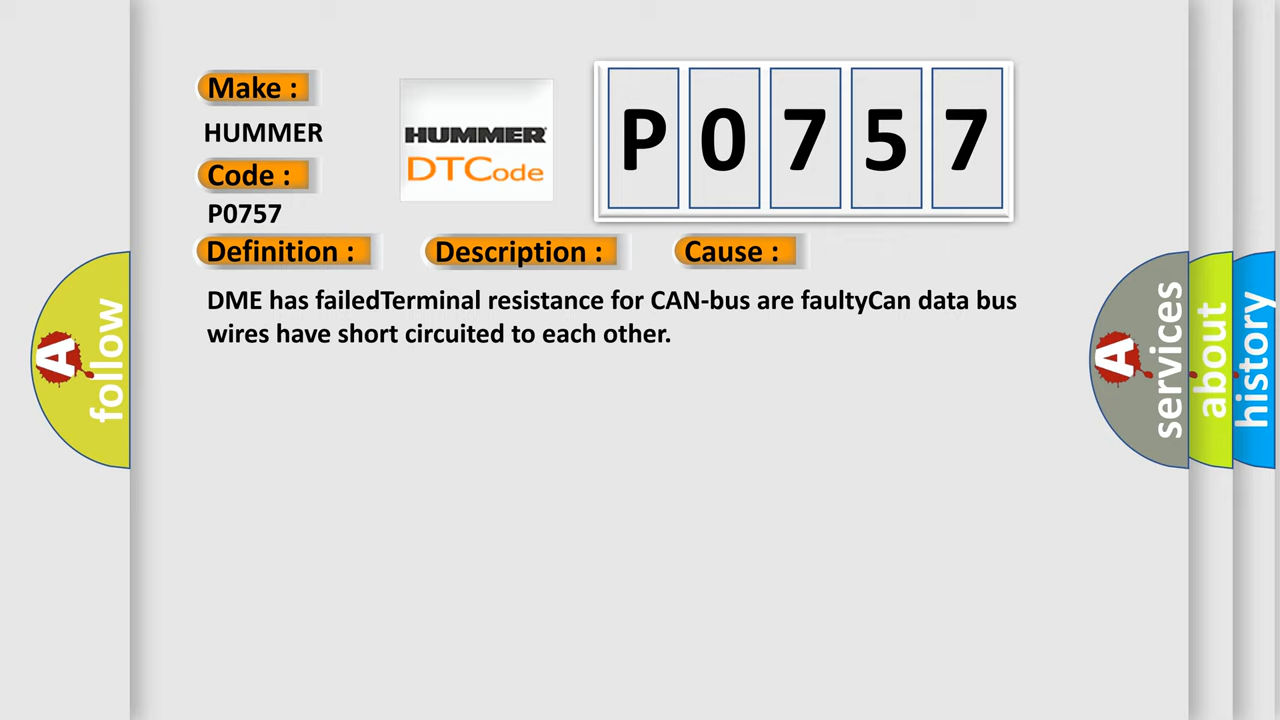 Make :
HUMMER
Code :
P0757
HUMMER
DTCode
P0757
Definition :
Description :
Cause :
DME has failedTerminal resistance for CAN-bus are faultyCan data bus
wires have short circuited to each other.
A
follow
A
services
about
history